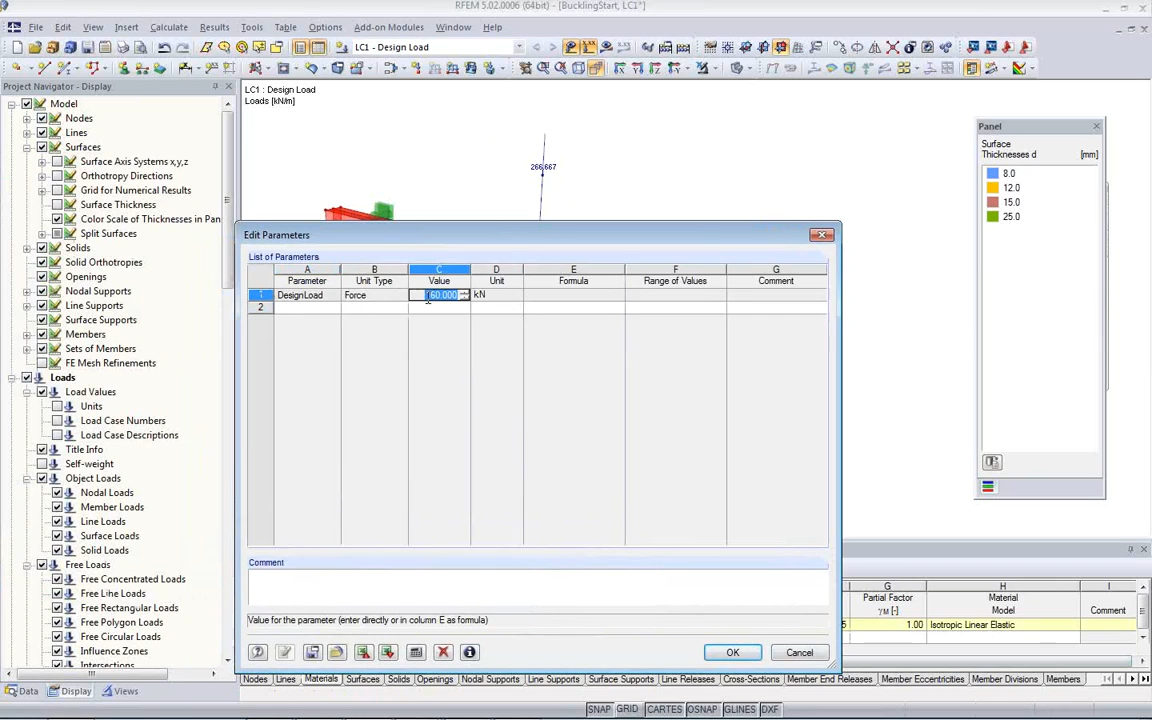 RFEM 5.02.0006 (64bit) - [BucklingStart, LC1*]
File Edit View Insert Calculate Results Tools Table Options Add-on Modules Window Help
LC1 - Design Load
Project Navigator - Display
Model
Nodes
Lines
Surfaces
Surface Axis Systems x,y,z
Orthotropy Directions
Grid for Numerical Results
Surface Thickness
Color Scale of Thicknesses in Pan
Split Surfaces
Solids
Solid Orthotropies
Openings
Nodal Supports
Line Supports
Surface Supports
Members
Sets of Members
FE Mesh Refinements
Loads
Load Values
Units
Load Case Numbers
Load Case Descriptions
Title Info
Self-weight
Object Loads
Nodal Loads
Member Loads
Line Loads
Surface Loads
Solid Loads
Free Loads
Free Concentrated Loads
Free Line Loads
Free Rectangular Loads
Free Polygon Loads
Free Circular Loads
Influence Zones
Intersections
Data Display Views
LC1 : Design Load
Loads [kN/m]
266.667
Panel
Surface
Thicknesses d [mm]
8.0
12.0
15.0
25.0
Edit Parameters
List of Parameters
A B C D E F G
Parameter Unit Type Value Unit Formula Range of Values Comment
1 DesignLoad Force kN
2
Comment
Value for the parameter (enter directly or in column E as formula)
OK Cancel
G H I
Partial Factor Material
γM [-] Model Comment
5 1.00 Isotropic Linear Elastic
Nodes Lines Materials Surfaces Solids Openings Nodal Supports Line Supports Surface Supports Line Releases Cross-Sections Member End Releases Member Eccentricities Member Divisions Members
SNAP GRID CARTES OSNAP GLINES DXF